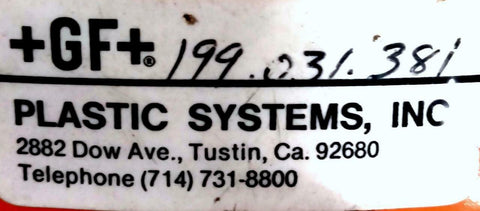 +GF+® 199.031.381
PLASTIC SYSTEMS, INC
2882 Dow Ave., Tustin, Ca. 92680
Telephone (714) 731-8800